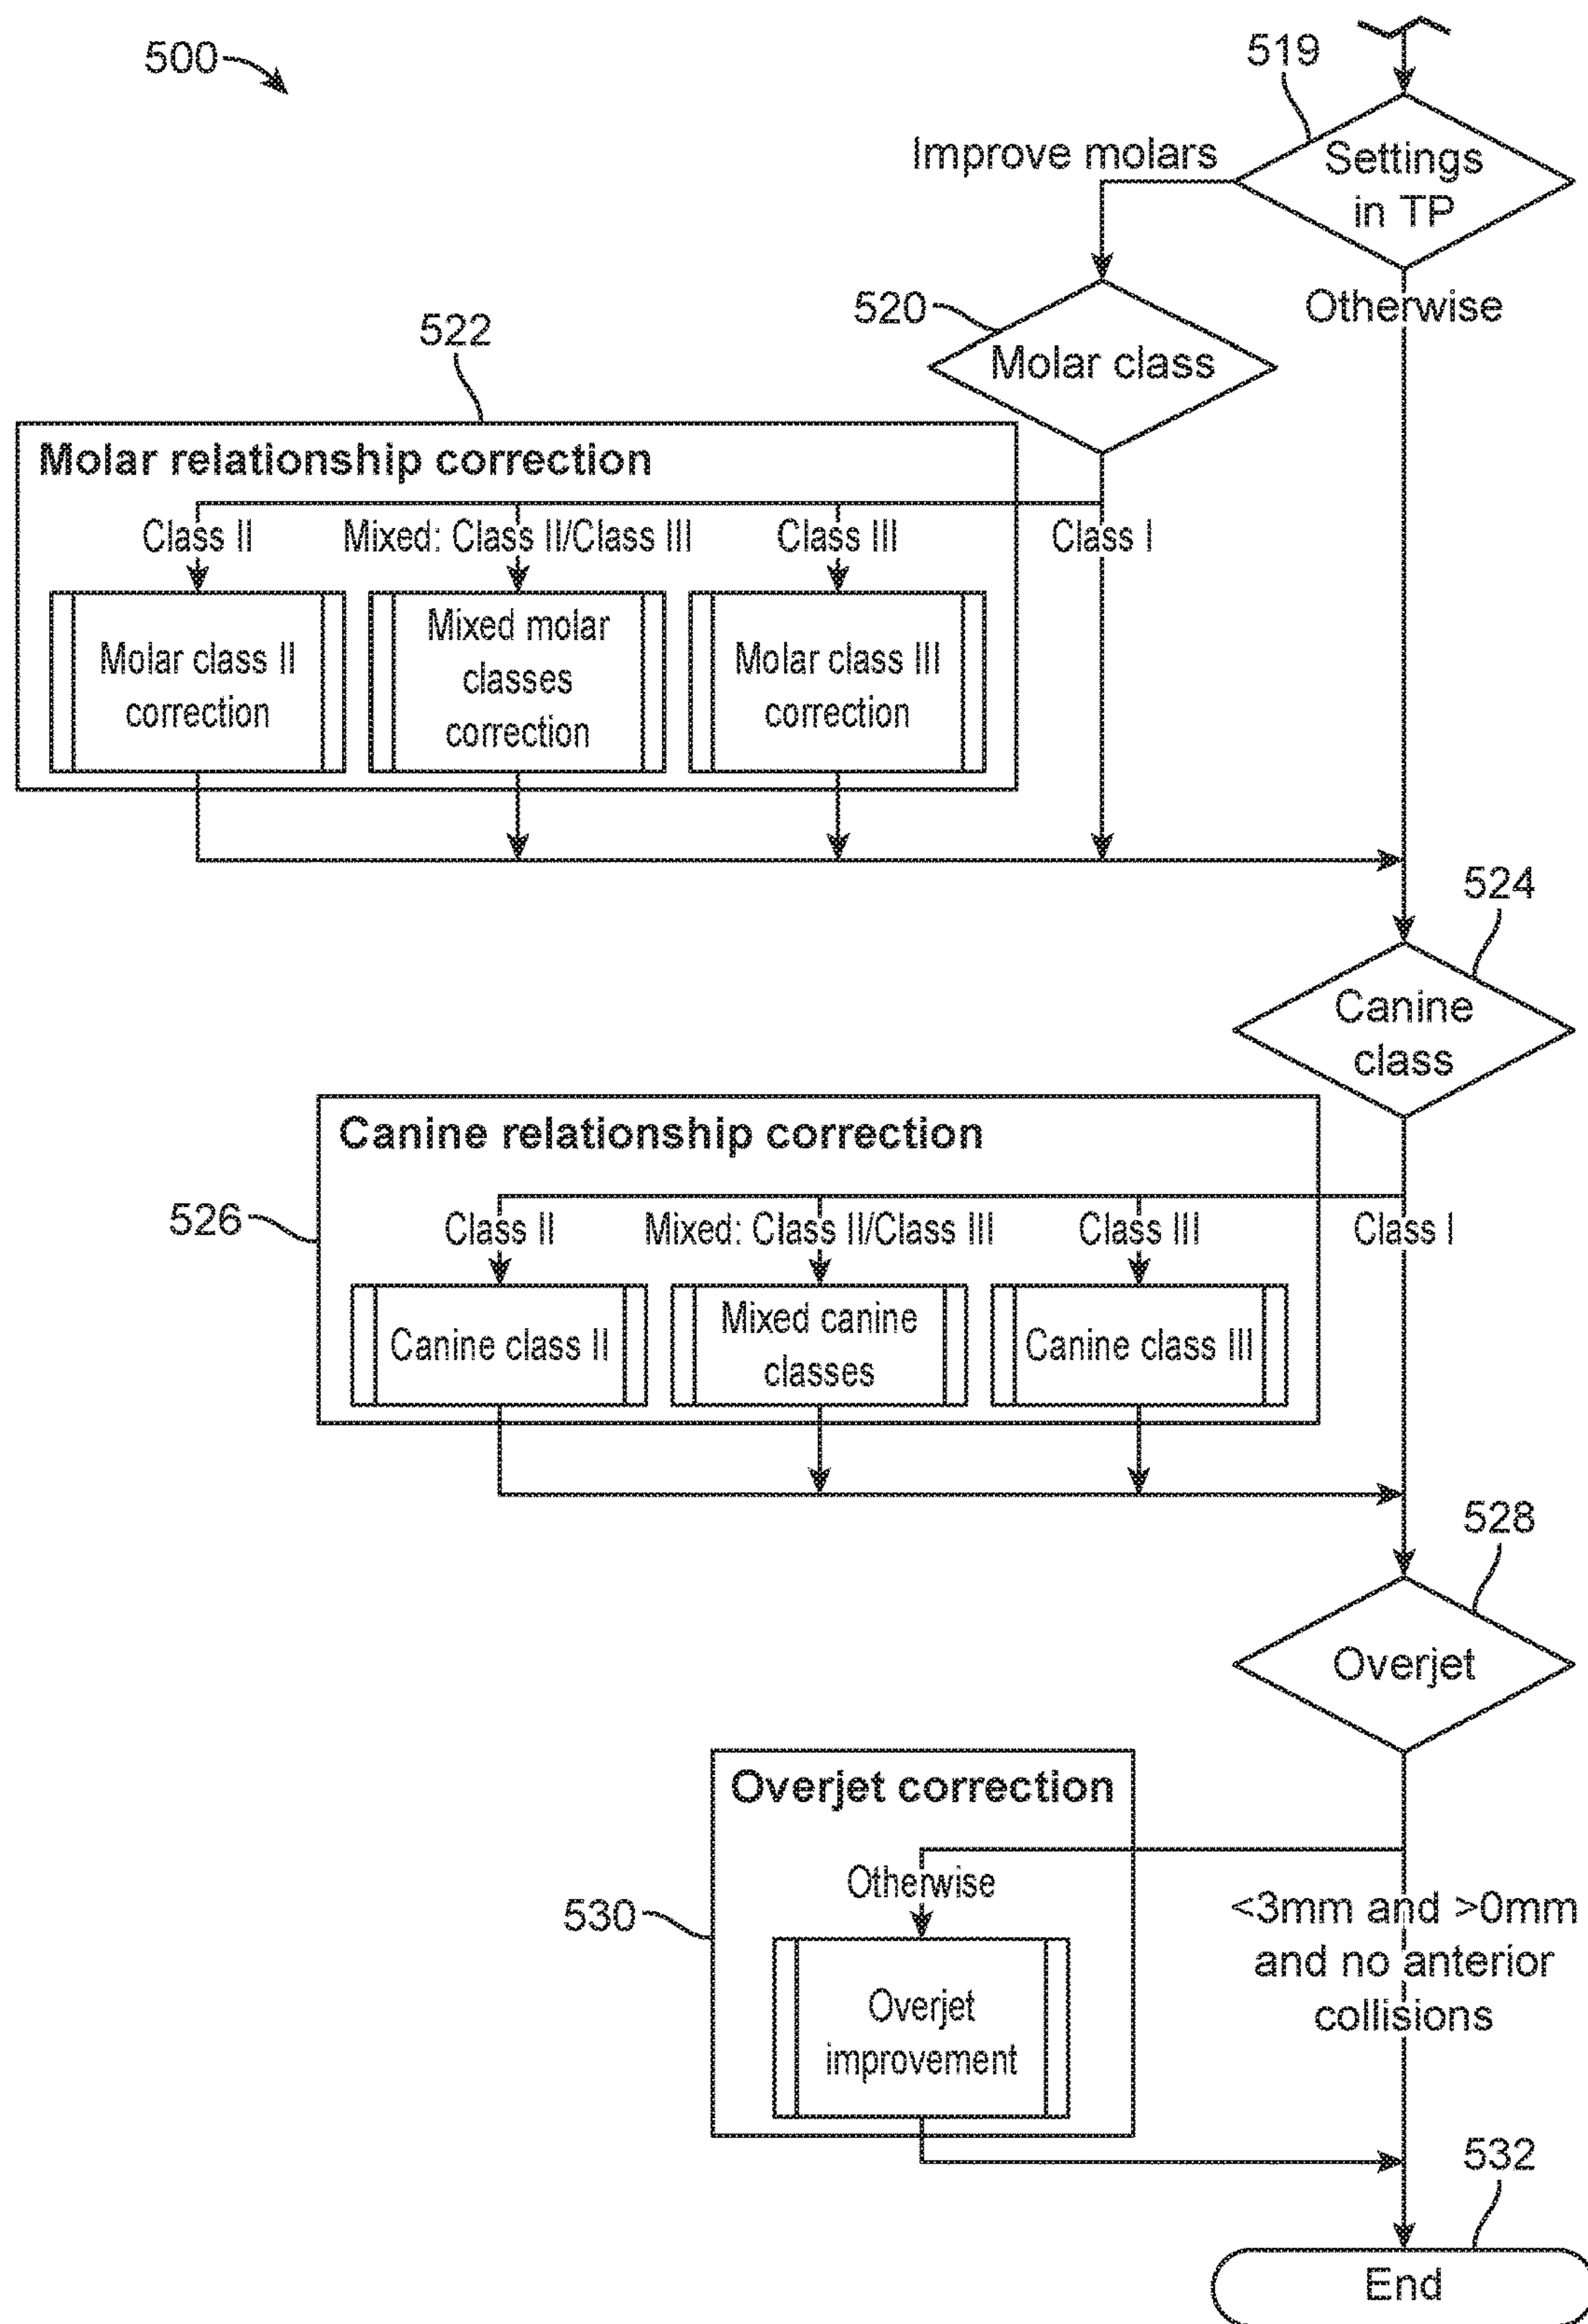 500
519
Improve molars
Settings
in TP
Otherwise
520
Molar class
522
Molar relationship correction
Class II
Mixed: Class II/Class III
Class III
Class I
Molar class II
correction
Mixed molar
classes
correction
Molar class III
correction
524
Canine
class
Canine relationship correction
526
Class II
Mixed: Class II/Class III
Class III
Class I
Canine class II
Mixed canine
classes
Canine class III
528
Overjet
Overjet correction
Otherwise
530
<3mm and >0mm
and no anterior
collisions
Overjet
improvement
532
End